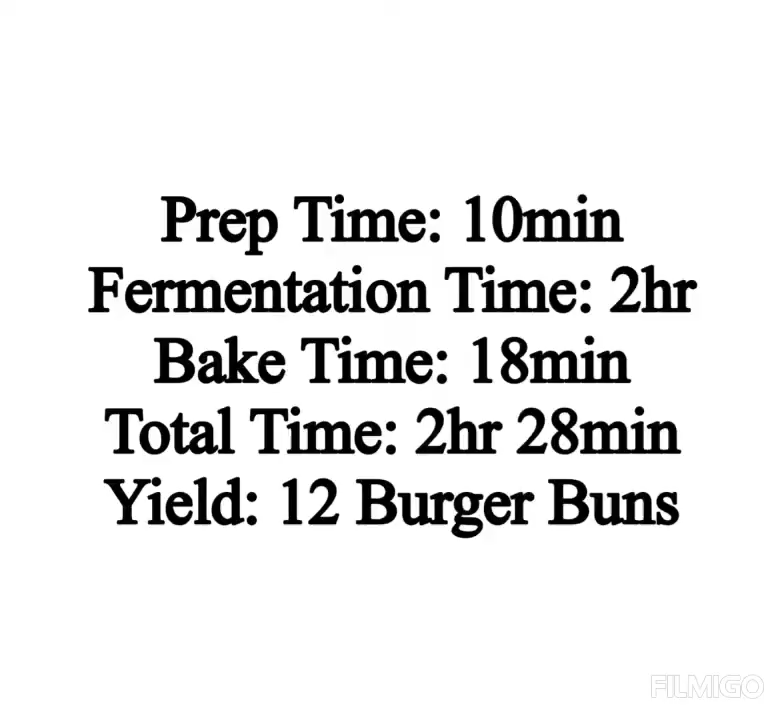 Prep Time: 10min
Fermentation Time: 2hr
Bake Time: 18min
Total Time: 2hr 28min
Yield: 12 Burger Buns
FILMIGO